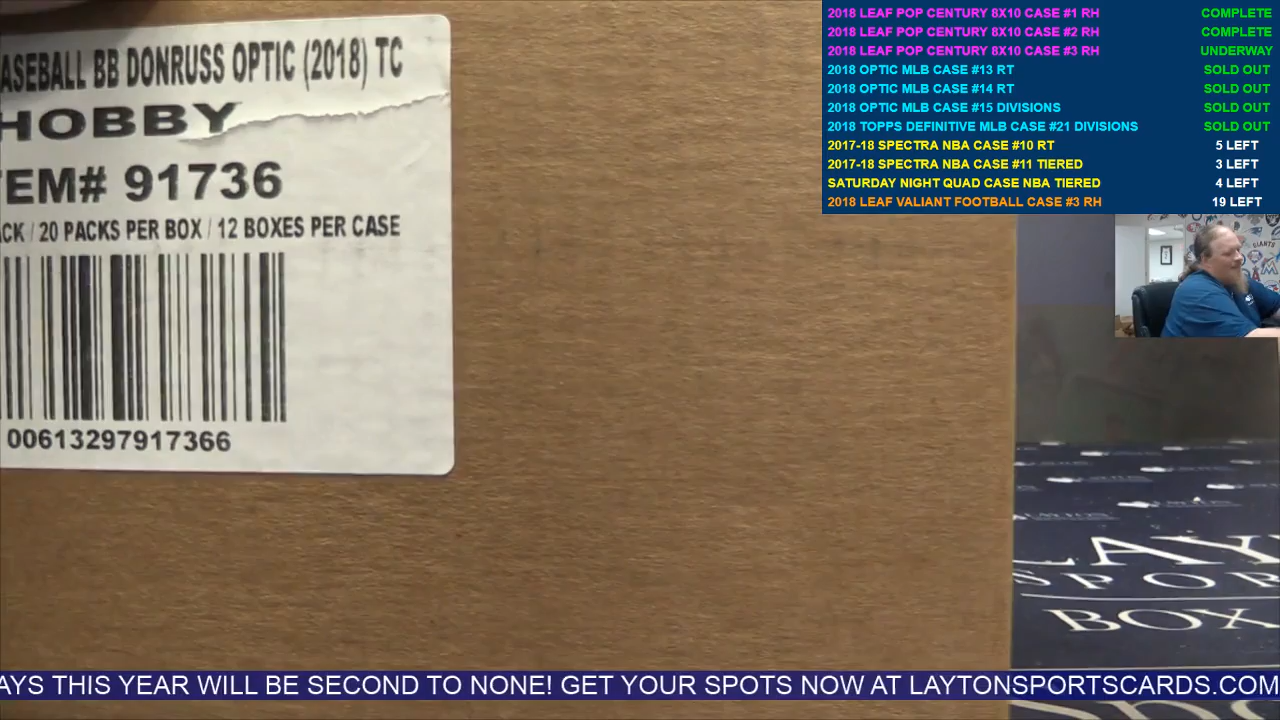 ASEBALL BB DONRUSS OPTIC (2018) TC
HOBBY
TEM# 91736
ACK / 20 PACKS PER BOX / 12 BOXES PER CASE
00613297917366
2018 LEAF POP CENTURY 8X10 CASE #1 RH COMPLETE
2018 LEAF POP CENTURY 8X10 CASE #2 RH COMPLETE
2018 LEAF POP CENTURY 8X10 CASE #3 RH UNDERWAY
2018 OPTIC MLB CASE #13 RT SOLD OUT
2018 OPTIC MLB CASE #14 RT SOLD OUT
2018 OPTIC MLB CASE #15 DIVISIONS SOLD OUT
2018 TOPPS DEFINITIVE MLB CASE #21 DIVISIONS SOLD OUT
2017-18 SPECTRA NBA CASE #10 RT 5 LEFT
2017-18 SPECTRA NBA CASE #11 TIERED 3 LEFT
SATURDAY NIGHT QUAD CASE NBA TIERED 4 LEFT
2018 LEAF VALIANT FOOTBALL CASE #3 RH 19 LEFT
GIANTS
LAY
SPOR
BOX
AYS THIS YEAR WILL BE SECOND TO NONE! GET YOUR SPOTS NOW AT LAYTONSPORTSCARDS.COM